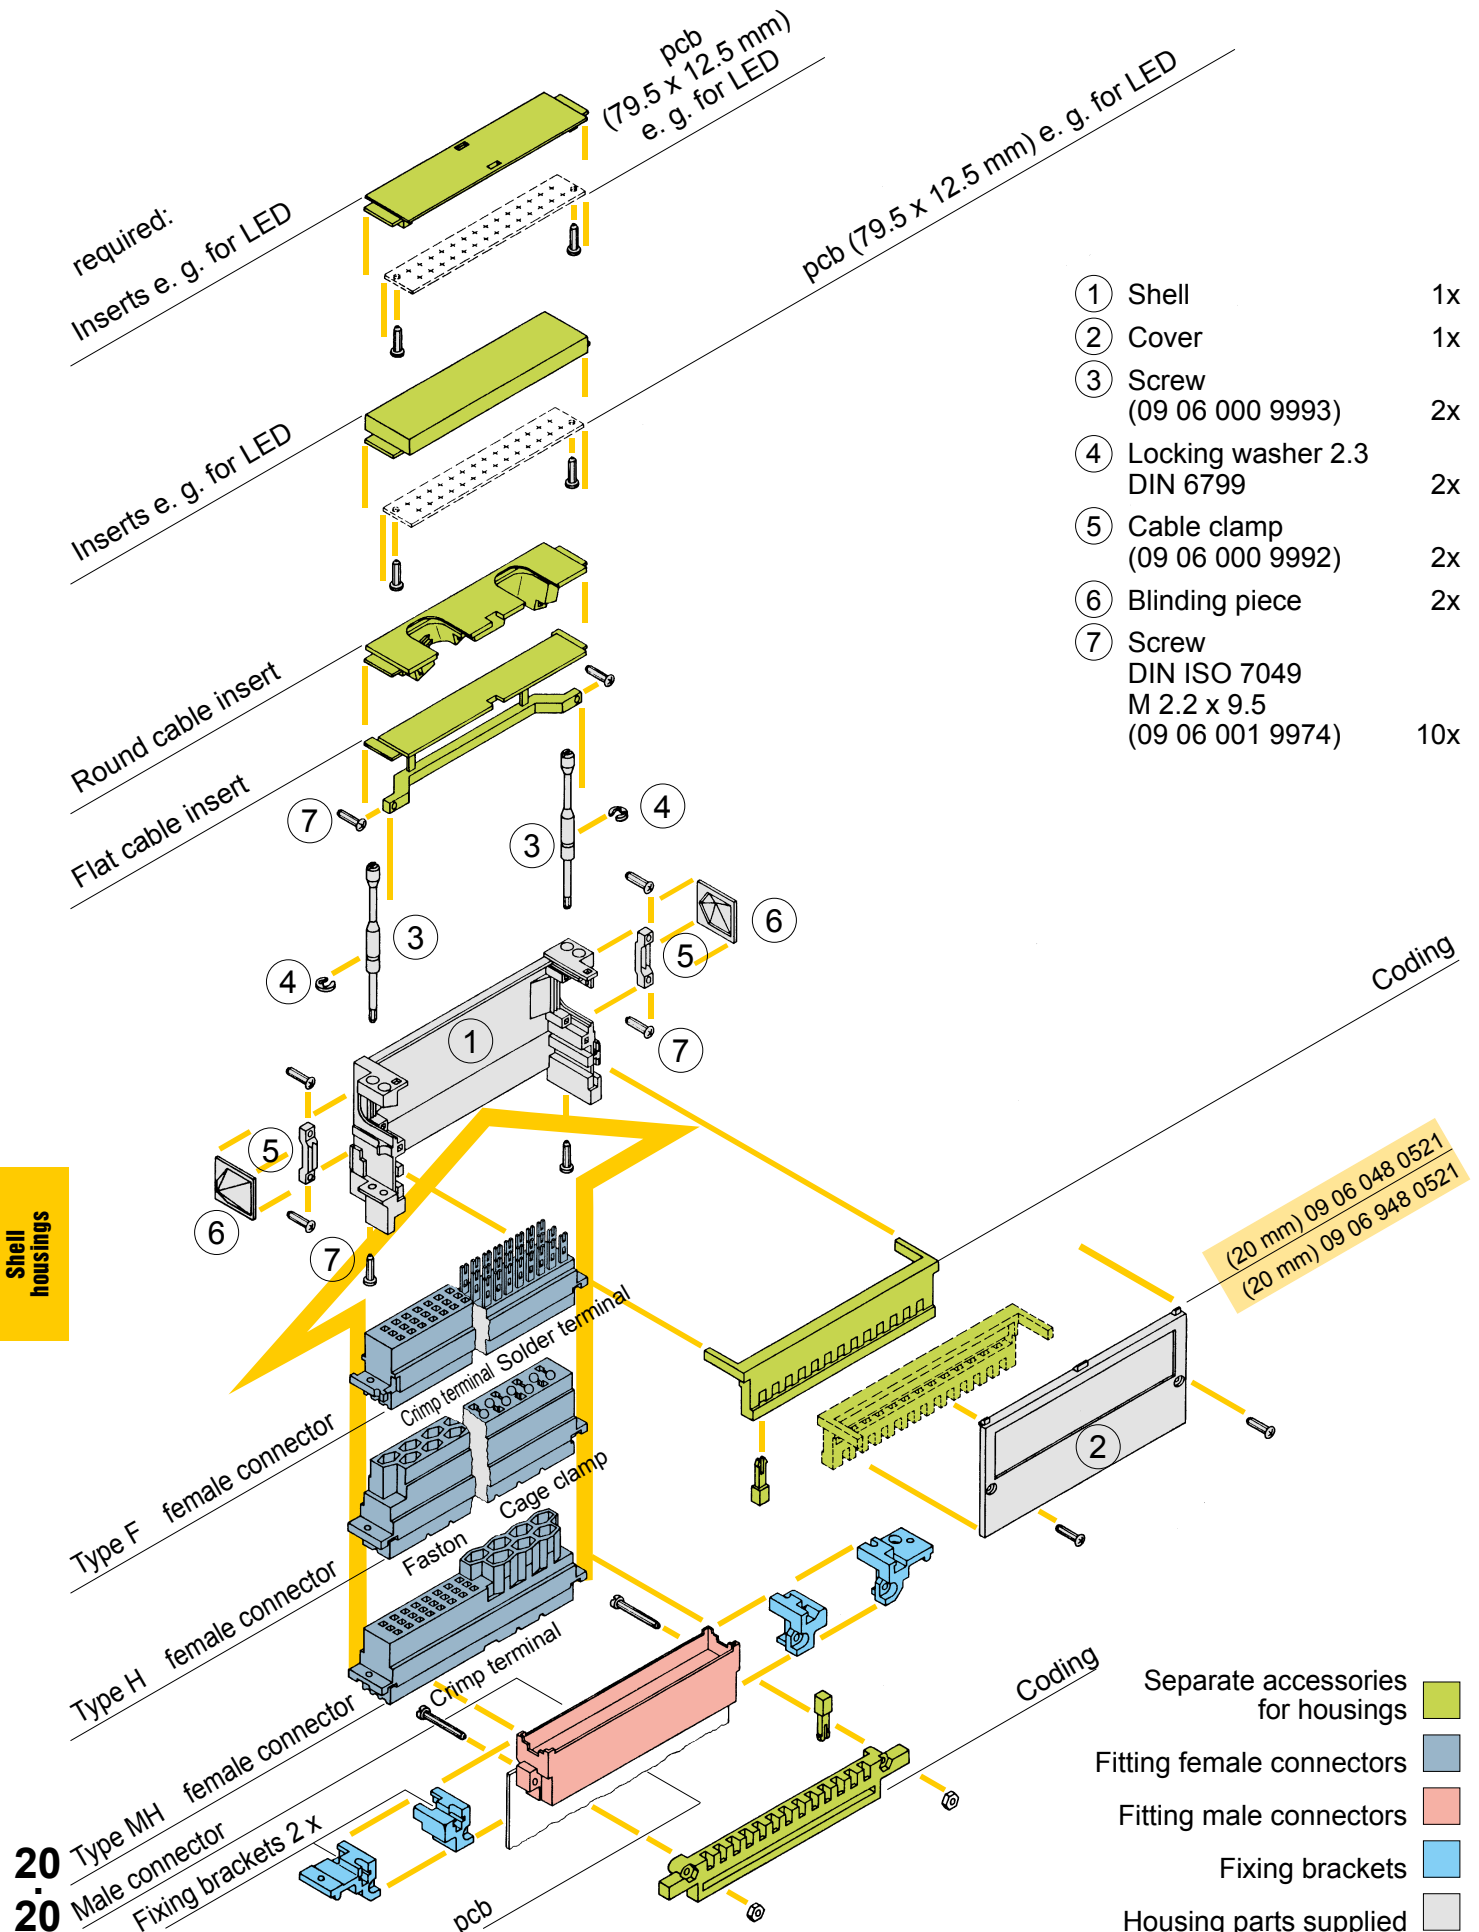 pcb
(79.5 x 12.5 mm)
e. g. for LED
pcb (79.5 x 12.5 mm) e. g. for LED
required:
Inserts e. g. for LED
Inserts e. g. for LED
Round cable insert
Flat cable insert
1 Shell 1x
2 Cover 1x
3 Screw
(09 06 000 9993) 2x
4 Locking washer 2.3
DIN 6799 2x
5 Cable clamp
(09 06 000 9992) 2x
6 Blinding piece 2x
7 Screw
DIN ISO 7049
M 2.2 x 9.5
(09 06 001 9974) 10x
7
4
3
3
6
5
4
1
7
5
6
7
Coding
(20 mm) 09 06 048 0521
(20 mm) 09 06 948 0521
2
Shell
housings
Crimp terminal Solder terminal
Type F female connector
Faston Cage clamp
Type H female connector
Crimp terminal
Type MH female connector
Male connector
Fixing brackets 2 x
pcb
Coding
Separate accessories
for housings
Fitting female connectors
Fitting male connectors
Fixing brackets
Housing parts supplied
20
.
20